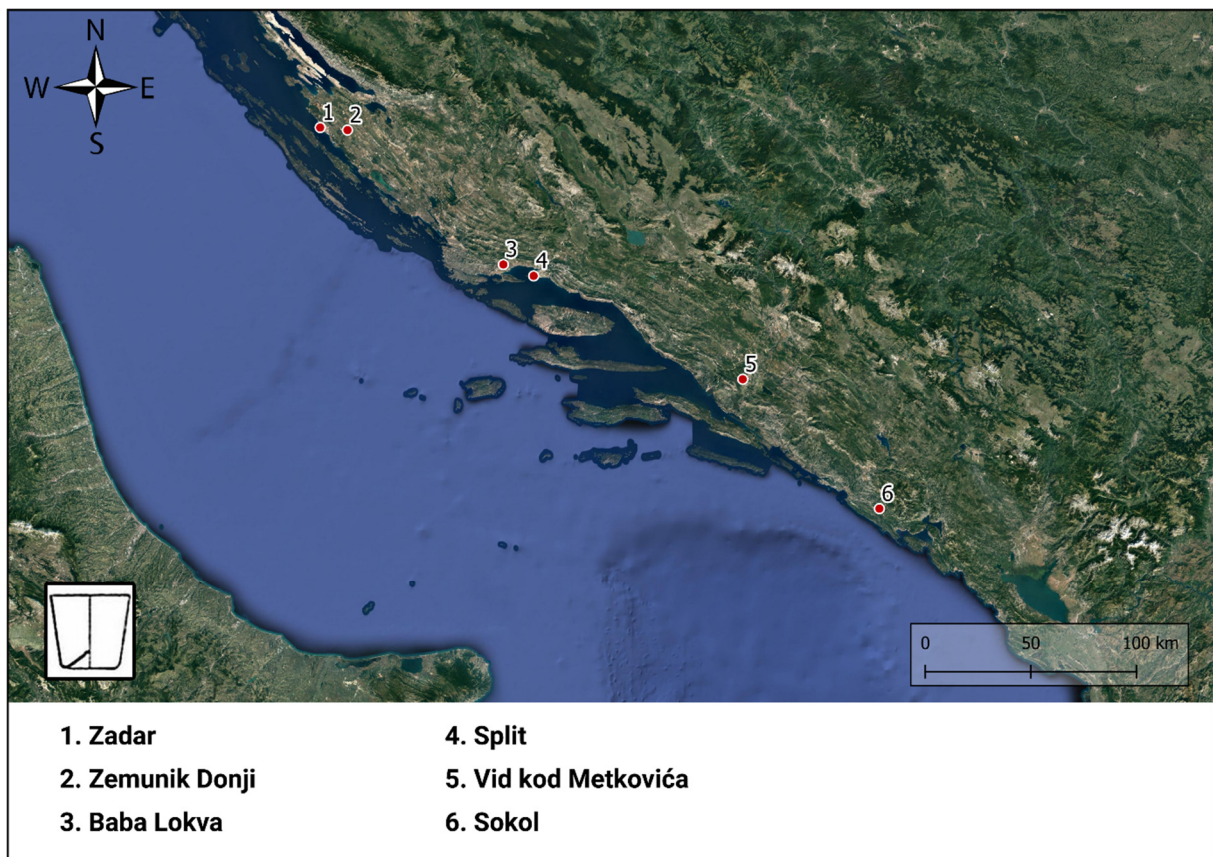 N
W E
S
1 2
3
4
5
6
0 50 100 km
1. Zadar
2. Zemunik Donji
3. Baba Lokva
4. Split
5. Vid kod Metkovića
6. Sokol